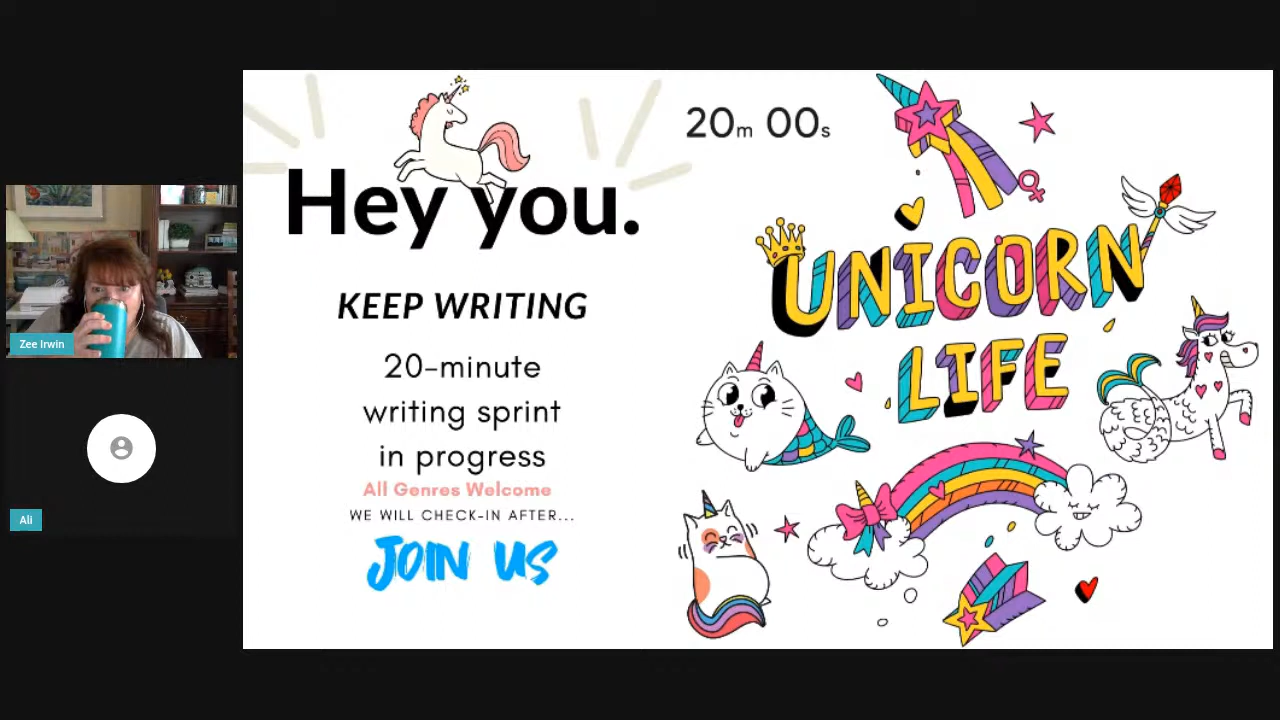 Zee Irwin
Ali
Hey you.
KEEP WRITING
20-minute
writing sprint
in progress
All Genres Welcome
WE WILL CHECK-IN AFTER...
JOIN US
20m 00s
UNICORN
LIFE